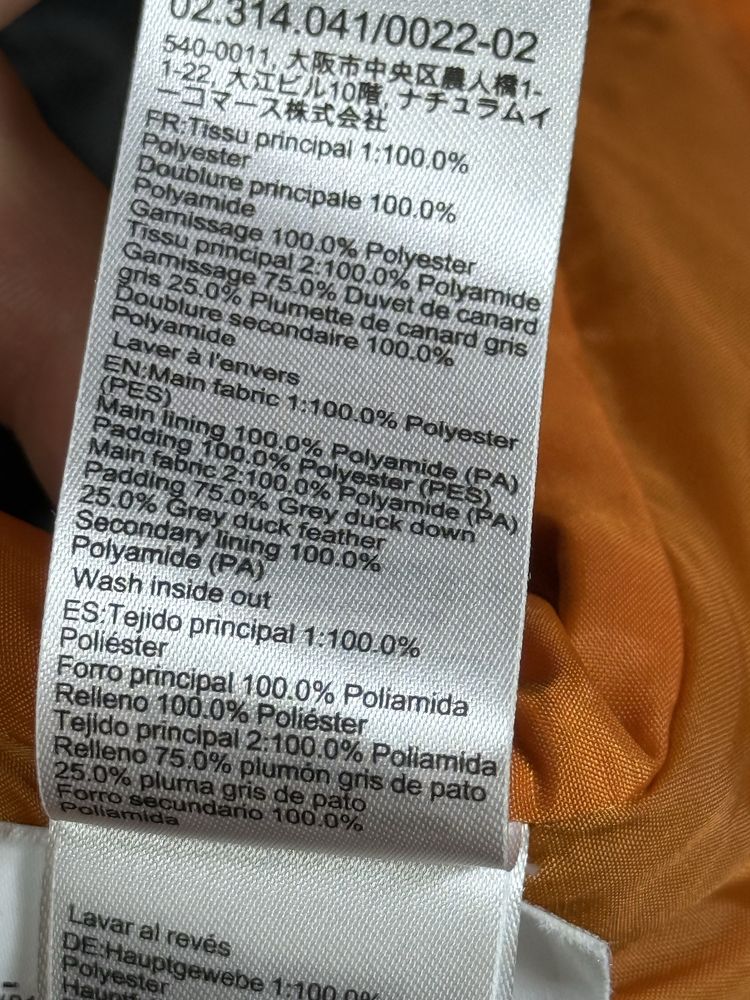 02.314.041/0022-02
540-0011, 大阪市中央区農人橋1-
1-22, 大江ビル10階, ナチュラムイ
ーコマース株式会社
FR:Tissu principal 1:100.0%
Polyester
Doublure principale 100.0%
Polyamide
Garnissage 100.0% Polyester
Tissu principal 2:100.0% Polyamide
Garnissage 75.0% Duvet de canard
gris 25.0% Plumette de canard gris
Doublure secondaire 100.0%
Polyamide
Laver à l'envers
EN:Main fabric 1:100.0% Polyester
(PES)
Main lining 100.0% Polyamide (PA)
Padding 100.0% Polyester (PES)
Main fabric 2:100.0% Polyamide (PA)
Padding 75.0% Grey duck down
25.0% Grey duck feather
Secondary lining 100.0%
Polyamide (PA)
Wash inside out
ES:Tejido principal 1:100.0%
Poliéster
Forro principal 100.0% Poliamida
Relleno 100.0% Poliéster
Tejido principal 2:100.0% Poliamida
Relleno 75.0% plumón gris de pato
25.0% pluma gris de pato
Forro secundario 100.0%
Poliamida
Lavar al revés
DE:Hauptgewebe 1:100.0%
Polyester